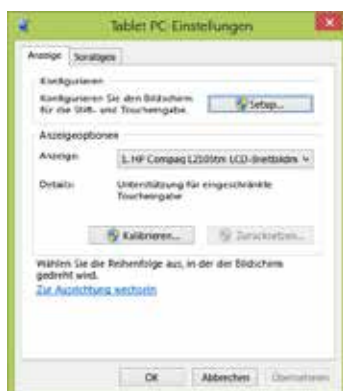 Tablet PC-Einstellungen
Anzeige Sonstiges
Konfigurieren
Konfigurieren Sie den Bildschirm
für die Stift- und Toucheingabe.
Setup...
Anzeigeoptionen
Anzeige:
1. HP Compaq L2105tm LCD-Breitbildm
Details:
Unterstützung für eingeschränkte
Toucheingabe
Kalibrieren... Zurücksetzen...
Wählen Sie die Reihenfolge aus, in der der Bildschirm
gedreht wird.
Zur Ausrichtung wechseln
OK Abbrechen Übernehmen